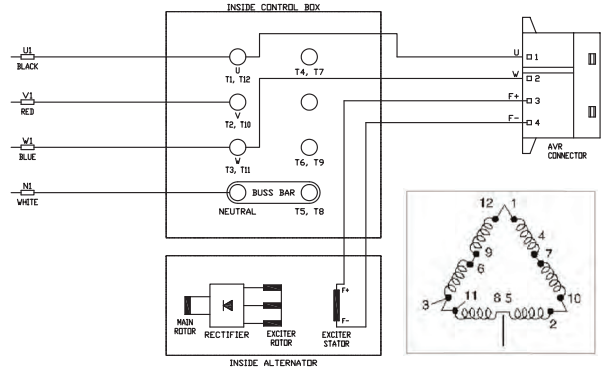 INSIDE CONTROL BOX
U1
BLACK
U
T1, T12
T4, T7
V1
RED
V
T2, T10
W1
BLUE
W
T3, T11
T6, T9
N1
WHITE
BUSS BAR
NEUTRAL
T5, T8
U
1
W
2
F+
3
F-
4
AVR
CONNECTOR
F+
F-
MAIN
ROTOR
RECTIFIER
EXCITER
ROTOR
EXCITER
STATOR
INSIDE ALTERNATOR
12 1
4
9 7
6
3 11 8 5 10
2